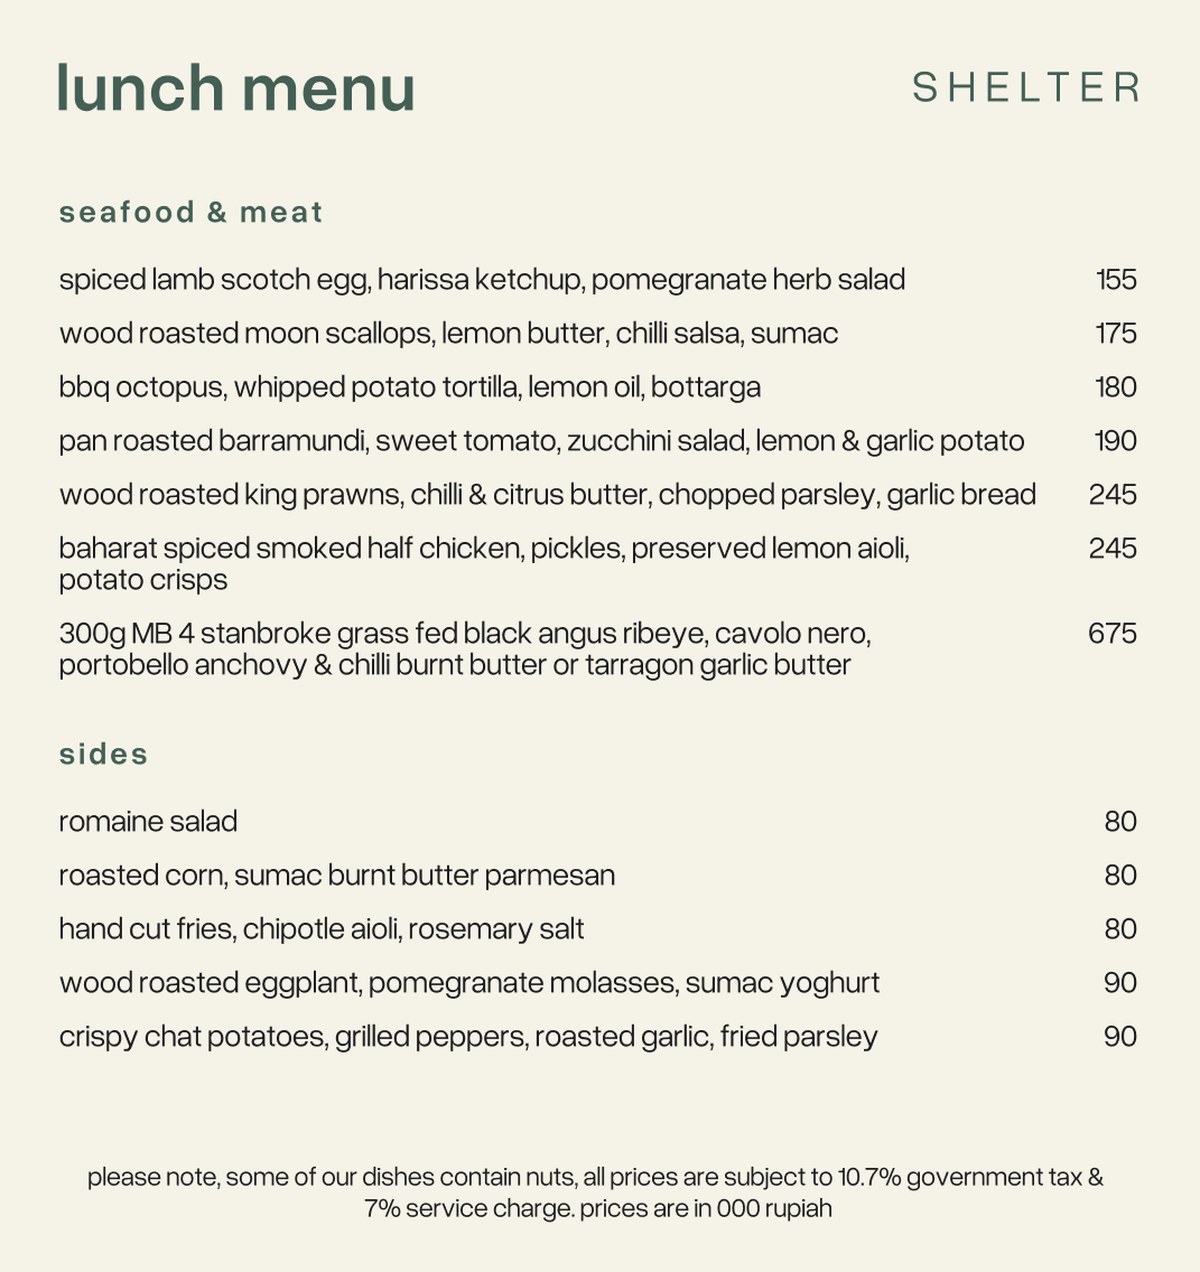 lunch menu
SHELTER
seafood & meat
spiced lamb scotch egg, harissa ketchup, pomegranate herb salad 155
wood roasted moon scallops, lemon butter, chilli salsa, sumac 175
bbq octopus, whipped potato tortilla, lemon oil, bottarga 180
pan roasted barramundi, sweet tomato, zucchini salad, lemon & garlic potato 190
wood roasted king prawns, chilli & citrus butter, chopped parsley, garlic bread 245
baharat spiced smoked half chicken, pickles, preserved lemon aioli, 245
potato crisps
300g MB 4 stanbroke grass fed black angus ribeye, cavolo nero, 675
portobello anchovy & chilli burnt butter or tarragon garlic butter
sides
romaine salad 80
roasted corn, sumac burnt butter parmesan 80
hand cut fries, chipotle aioli, rosemary salt 80
wood roasted eggplant, pomegranate molasses, sumac yoghurt 90
crispy chat potatoes, grilled peppers, roasted garlic, fried parsley 90
please note, some of our dishes contain nuts, all prices are subject to 10.7% government tax &
7% service charge. prices are in 000 rupiah